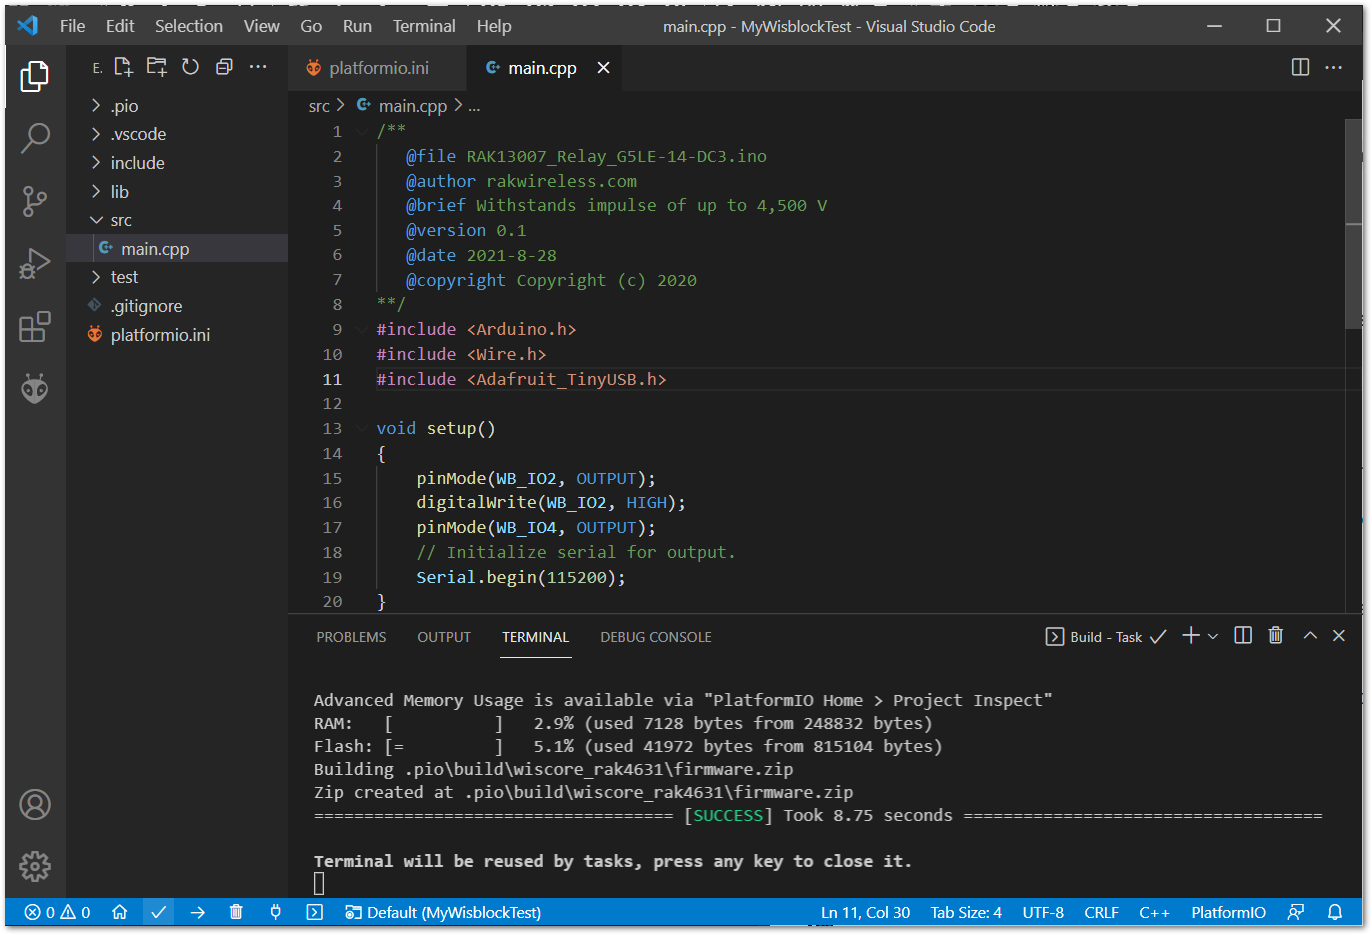 File Edit Selection View Go Run Terminal Help
main.cpp - MyWisblockTest - Visual Studio Code
E.
.pio
.vscode
include
lib
src
main.cpp
test
.gitignore
platformio.ini
platformio.ini
main.cpp
src > main.cpp > ...
1 /**
2 @file RAK13007_Relay_G5LE-14-DC3.ino
3 @author rakwireless.com
4 @brief Withstands impulse of up to 4,500 V
5 @version 0.1
6 @date 2021-8-28
7 @copyright Copyright (c) 2020
8 **/
9 #include <Arduino.h>
10 #include <Wire.h>
11 #include <Adafruit_TinyUSB.h>
12
13 void setup()
14 {
15 pinMode(WB_IO2, OUTPUT);
16 digitalWrite(WB_IO2, HIGH);
17 pinMode(WB_IO4, OUTPUT);
18 // Initialize serial for output.
19 Serial.begin(115200);
20 }
PROBLEMS OUTPUT TERMINAL DEBUG CONSOLE
Build - Task
Advanced Memory Usage is available via "PlatformIO Home > Project Inspect"
RAM:   [          ]   2.9% (used 7128 bytes from 248832 bytes)
Flash: [=         ]   5.1% (used 41972 bytes from 815104 bytes)
Building .pio\build\wiscore_rak4631\firmware.zip
Zip created at .pio\build\wiscore_rak4631\firmware.zip
==================================== [SUCCESS] Took 8.75 seconds ====================================
Terminal will be reused by tasks, press any key to close it.
0 0 Default (MyWisblockTest) Ln 11, Col 30 Tab Size: 4 UTF-8 CRLF C++ PlatformIO